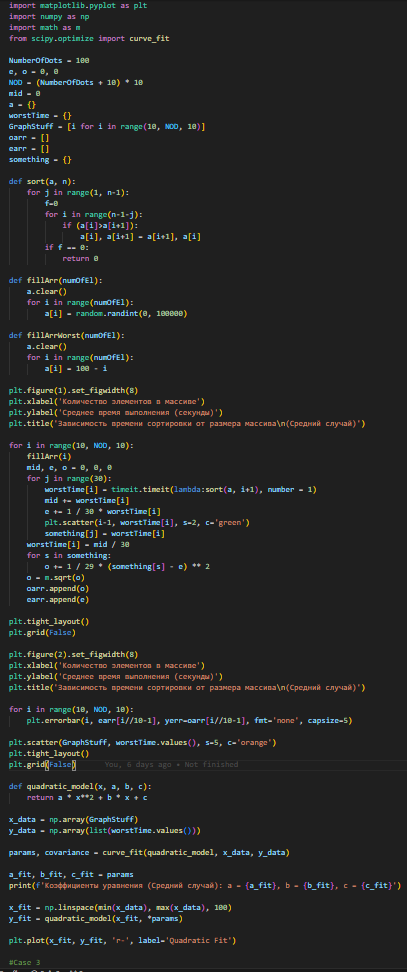 import matplotlib.pyplot as plt
import numpy as np
import math as m
from scipy.optimize import curve_fit

NumberOfDots = 100
e, o = 0, 0
NOD = (NumberOfDots + 10) * 10
mid = 0
a = {}
worstTime = {}
GraphStuff = [i for i in range(10, NOD, 10)]
oarr = []
earr = []
something = {}

def sort(a, n):
    for j in range(1, n-1):
        f=0
        for i in range(n-1-j):
            if (a[i]>a[i+1]):
                a[i], a[i+1] = a[i+1], a[i]
        if f == 0:
            return 0

def fillArr(numOfEl):
    a.clear()
    for i in range(numOfEl):
        a[i] = random.randint(0, 100000)

def fillArrWorst(numOfEl):
    a.clear()
    for i in range(numOfEl):
        a[i] = 100 - i

plt.figure(1).set_figwidth(8)
plt.xlabel('Количество элементов в массиве')
plt.ylabel('Среднее время выполнения (секунды)')
plt.title('Зависимость времени сортировки от размера массива\n(Средний случай)')

for i in range(10, NOD, 10):
    fillArr(i)
    mid, e, o = 0, 0, 0
    for j in range(30):
        worstTime[i] = timeit.timeit(lambda:sort(a, i+1), number = 1)
        mid += worstTime[i]
        e += 1 / 30 * worstTime[i]
        plt.scatter(i-1, worstTime[i], s=2, c='green')
        something[j] = worstTime[i]
    worstTime[i] = mid / 30
    for s in something:
        o += 1 / 29 * (something[s] - e) ** 2
    o = m.sqrt(o)
    oarr.append(o)
    earr.append(e)

plt.tight_layout()
plt.grid(False)

plt.figure(2).set_figwidth(8)
plt.xlabel('Количество элементов в массиве')
plt.ylabel('Среднее время выполнения (секунды)')
plt.title('Зависимость времени сортировки от размера массива\n(Средний случай)')

for i in range(10, NOD, 10):
    plt.errorbar(i, earr[i//10-1], yerr=oarr[i//10-1], fmt='none', capsize=5)

plt.scatter(GraphStuff, worstTime.values(), s=5, c='orange')
plt.tight_layout()
plt.grid(False) You, 6 days ago • Not finished

def quadratic_model(x, a, b, c):
    return a * x**2 + b * x + c

x_data = np.array(GraphStuff)
y_data = np.array(list(worstTime.values()))

params, covariance = curve_fit(quadratic_model, x_data, y_data)

a_fit, b_fit, c_fit = params
print(f'Коэффициенты уравнения (Средний случай): a = {a_fit}, b = {b_fit}, c = {c_fit}')

x_fit = np.linspace(min(x_data), max(x_data), 100)
y_fit = quadratic_model(x_fit, *params)

plt.plot(x_fit, y_fit, 'r-', label='Quadratic Fit')

#Case 3